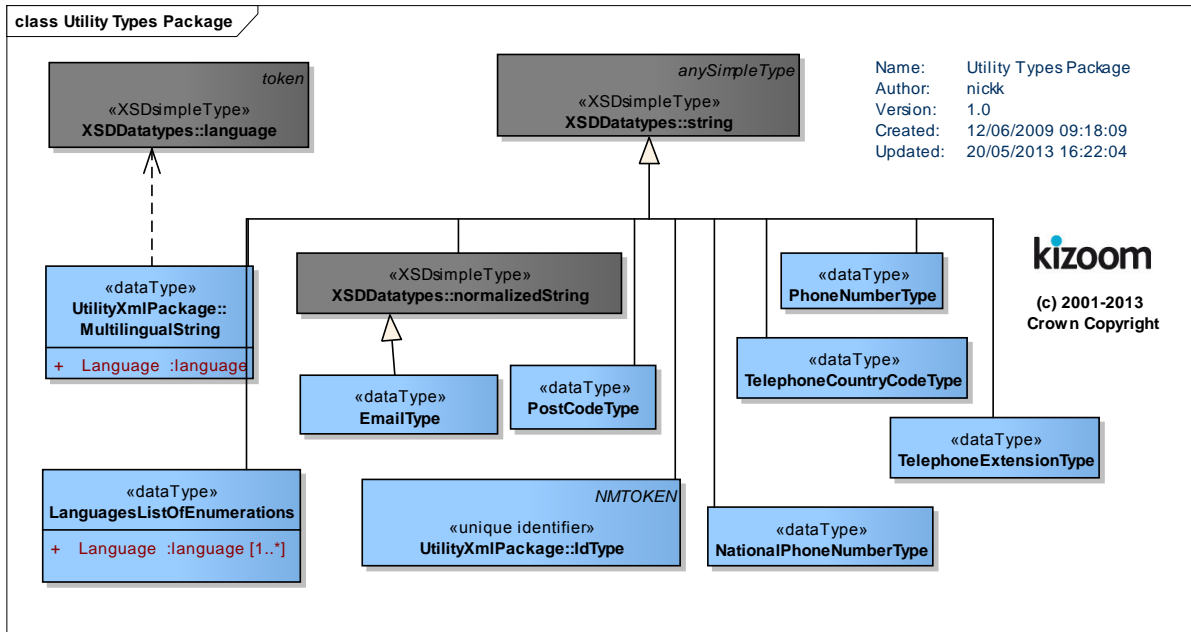 class Utility Types Package
token
«XSDsimpleType»
XSDDatatypes::language
anySimpleType
«XSDsimpleType»
XSDDatatypes::string
Name: Utility Types Package
Author: nickk
Version: 1.0
Created: 12/06/2009 09:18:09
Updated: 20/05/2013 16:22:04
«dataType»
UtilityXmlPackage::
MultilingualString
+ Language :language
«XSDsimpleType»
XSDDatatypes::normalizedString
«dataType»
PhoneNumberType
kizoom
(c) 2001-2013
Crown Copyright
«dataType»
EmailType
«dataType»
PostCodeType
«dataType»
TelephoneCountryCodeType
«dataType»
TelephoneExtensionType
«dataType»
LanguagesListOfEnumerations
+ Language :language [1..*]
NMTOKEN
«unique identifier»
UtilityXmlPackage::IdType
«dataType»
NationalPhoneNumberType